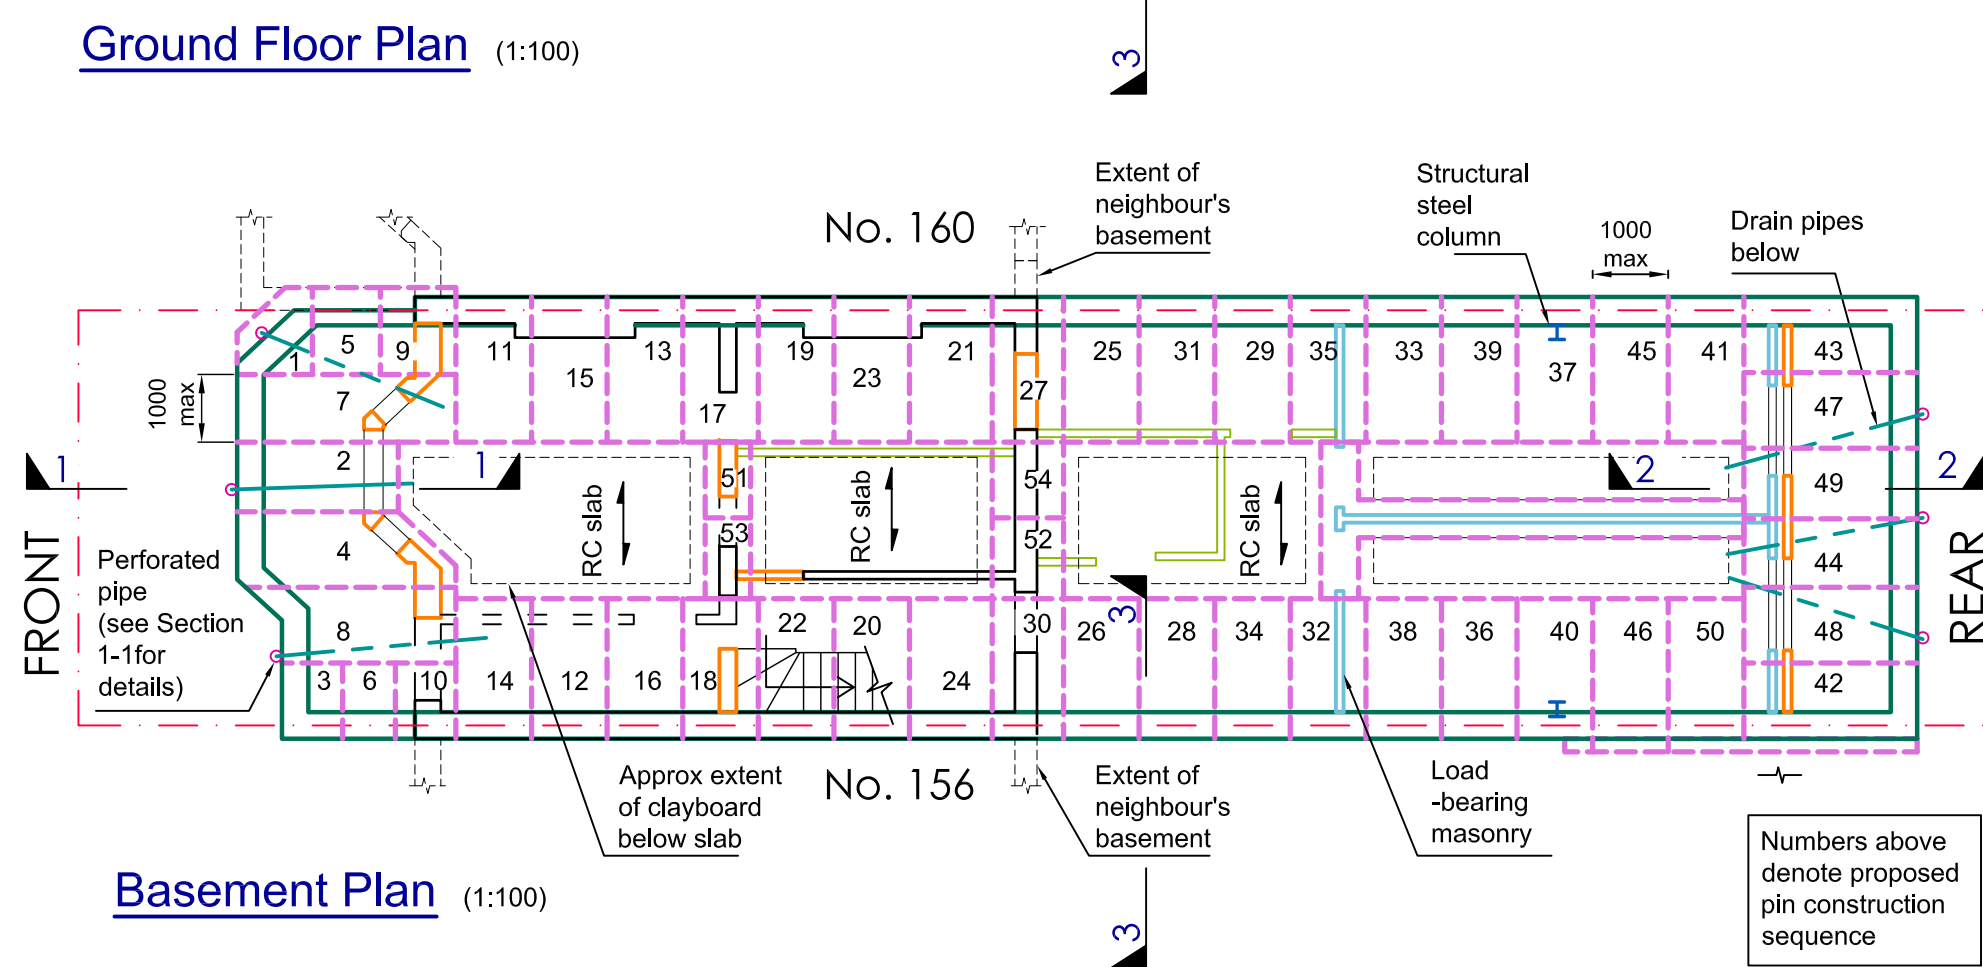 Ground Floor Plan (1:100)
3
Extent of
neighbour's
basement
Structural
steel
column
1000
max
Drain pipes
below
No. 160
1 5 9 11 13 19 21 25 31 29 35 33 39 45 41 43
15 23 37
1000
max
7 17 27 47
2 51 54 49
1 1 2 2
RC slab RC slab RC slab
53 52
4 44
FRONT
REAR
Perforated
pipe
(see Section
1-1for
details)
3
8 22 20 30 26 28 34 32 38 36 40 46 50 48
3 6 10 14 12 16 18 24 42
Approx extent
of clayboard
below slab
No. 156
Extent of
neighbour's
basement
Load
-bearing
masonry
Numbers above
denote proposed
pin construction
sequence
Basement Plan (1:100)
3